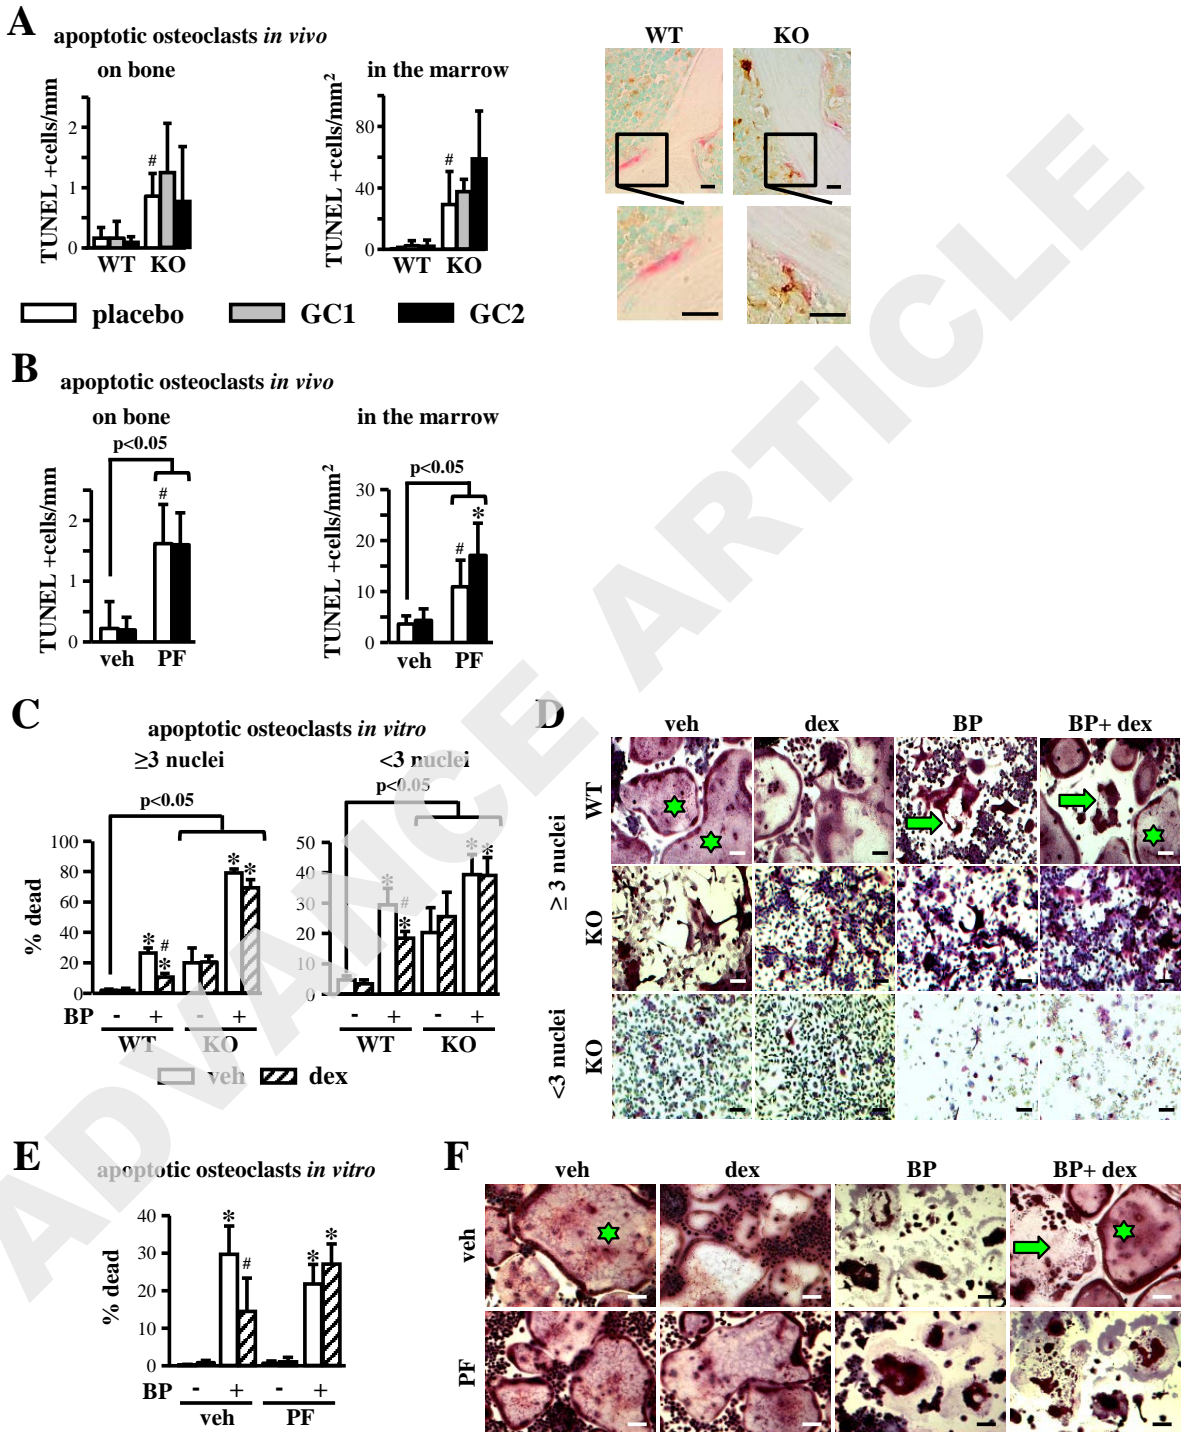 A
apoptotic osteoclasts in vivo
on bone
in the marrow
WT KO
TUNEL +cells/mm
2
1
0
WT KO
TUNEL +cells/mm²
80
40
0
WT KO
#
#
placebo GC1 GC2
B
apoptotic osteoclasts in vivo
on bone
in the marrow
p<0.05
p<0.05
TUNEL +cells/mm
2
1
0
#
veh PF
TUNEL +cells/mm²
30
20
10
0
#
*
veh PF
C
apoptotic osteoclasts in vitro
≥3 nuclei
<3 nuclei
p<0.05
p<0.05
% dead
100
80
60
40
20
0
* # * * *
BP - + - +
WT KO
50
40
30
20
10
0
* # * * *
- + - +
WT KO
veh dex
D
veh dex BP BP+ dex
≥ 3 nuclei
WT
KO
<3 nuclei
KO
E
apoptotic osteoclasts in vitro
% dead
40
30
20
10
0
* # * *
BP - + - +
veh PF
F
veh dex BP BP+ dex
veh
PF
ADVANCE ARTICLE